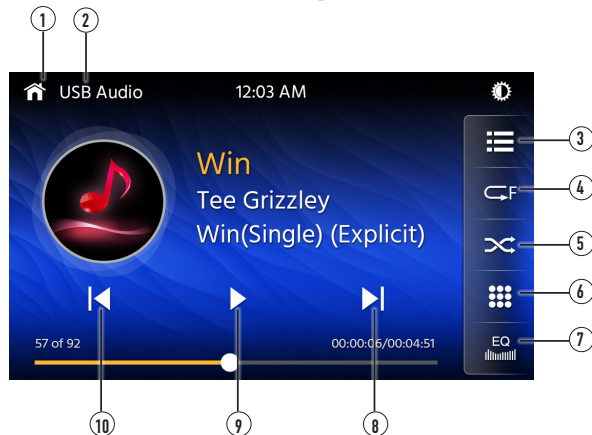 1 2
USB Audio 12:03 AM
Win
Tee Grizzley
Win(Single) (Explicit)
3
F 4
5
6
EQ 7
57 of 92 00:00:06/00:04:51
10 9 8